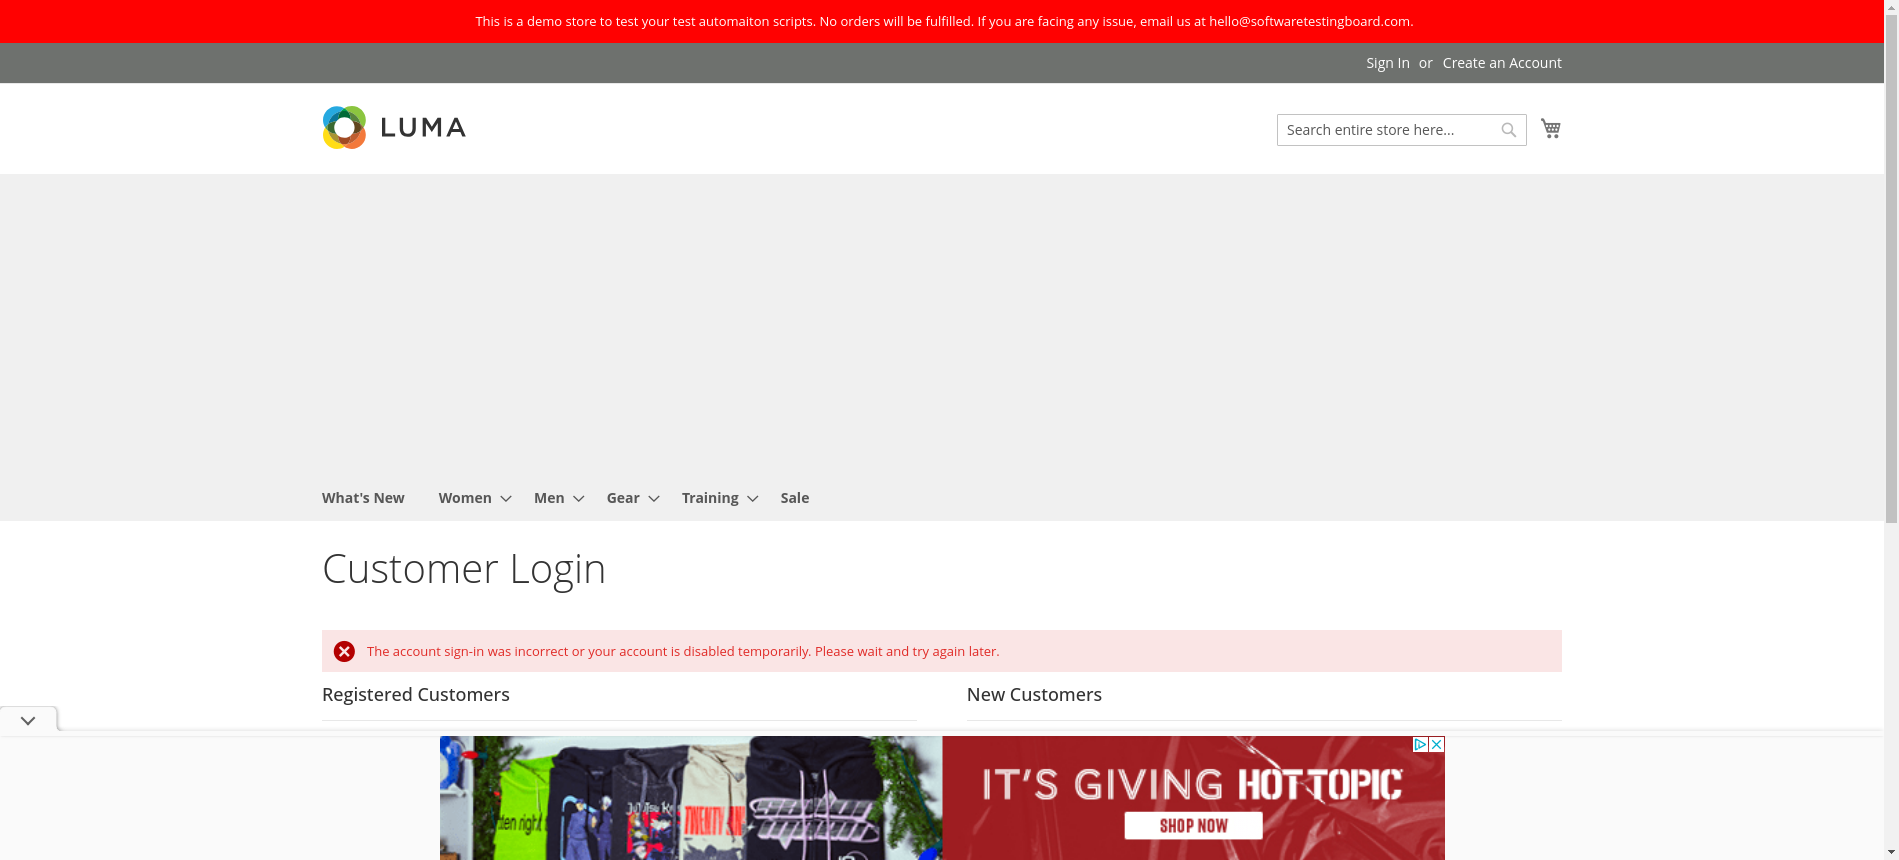 This is a demo store to test your test automaiton scripts. No orders will be fulfilled. If you are facing any issue, email us at hello@softwaretestingboard.com.
Sign In or Create an Account
LUMA
Search entire store here...
What's New Women Men Gear Training Sale
Customer Login
The account sign-in was incorrect or your account is disabled temporarily. Please wait and try again later.
Registered Customers New Customers
IT'S GIVING HOT TOPIC
SHOP NOW